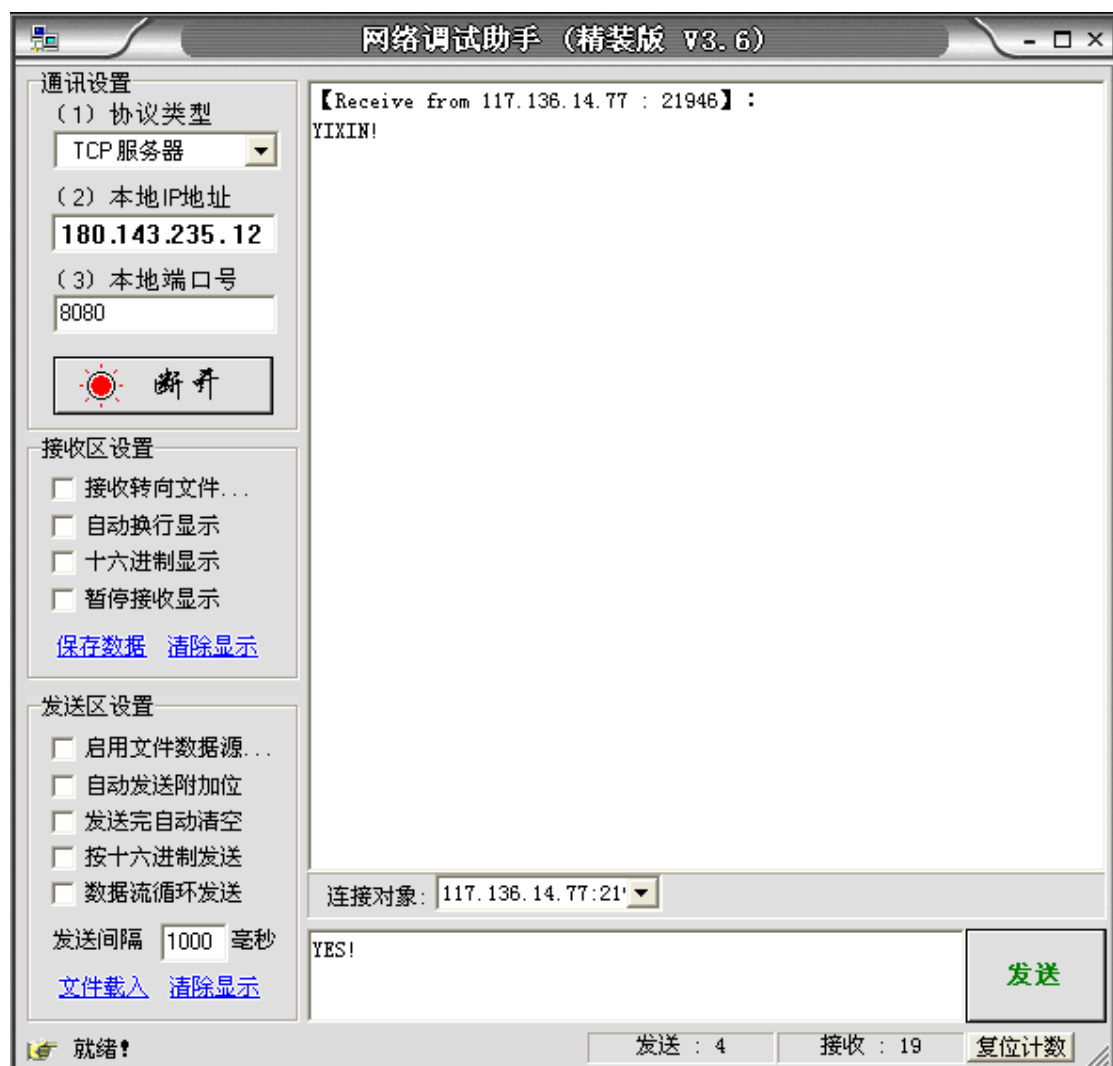 网络调试助手 (精装版 V3.6)
通讯设置
(1) 协议类型
TCP服务器
(2) 本地IP地址
180.143.235.12
(3) 本地端口号
8080
断开
接收区设置
接收转向文件...
自动换行显示
十六进制显示
暂停接收显示
保存数据 清除显示
发送区设置
启用文件数据源...
自动发送附加位
发送完自动清空
按十六进制发送
数据流循环发送
发送间隔 1000 毫秒
文件载入 清除显示
【Receive from 117.136.14.77 : 21946】:
YIXIN!
连接对象: 117.136.14.77:21
YES!
发送
就绪!
发送 : 4
接收 : 19
复位计数